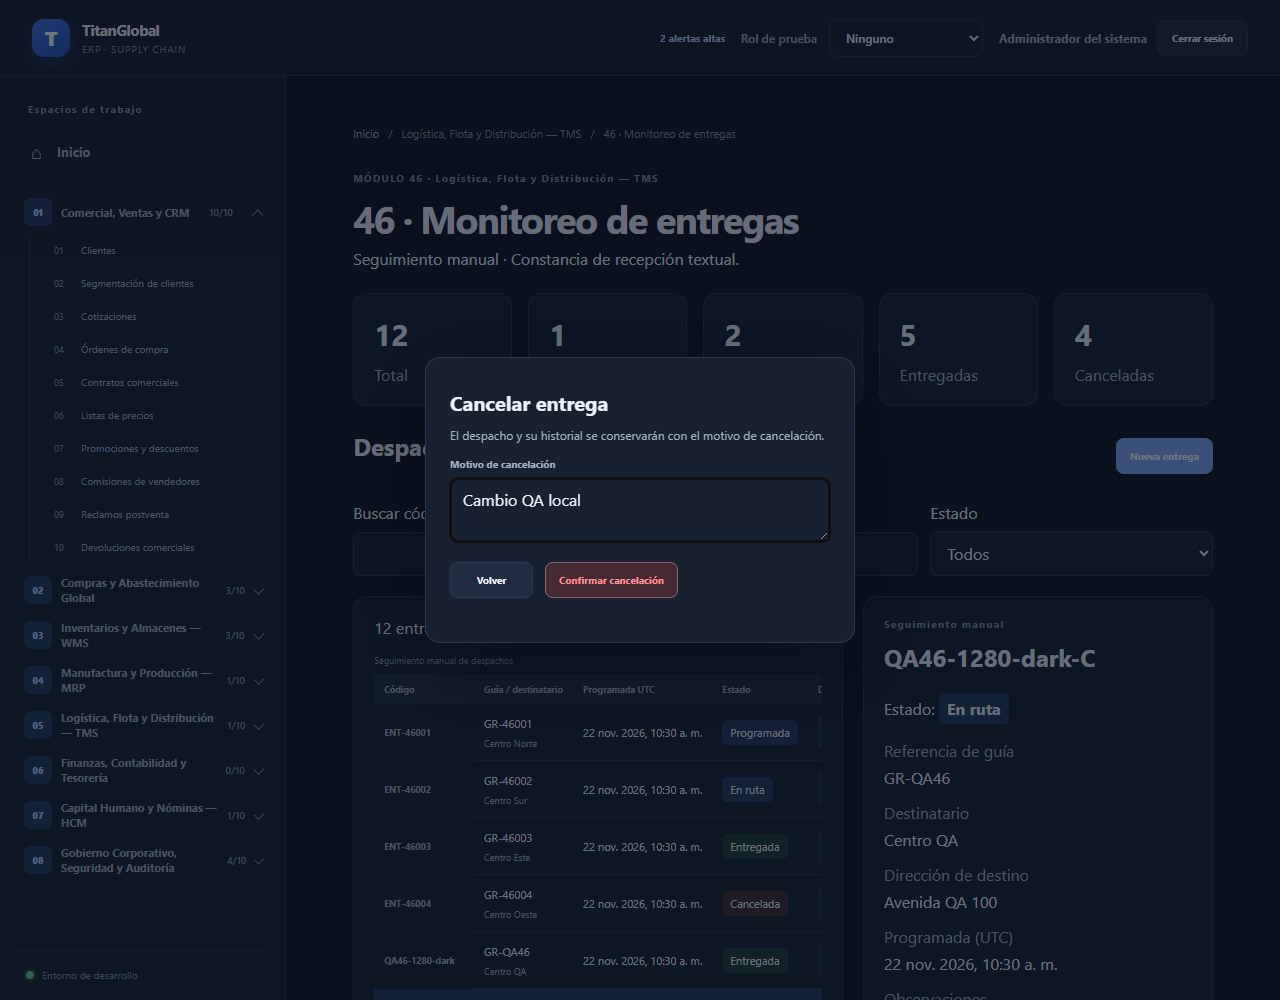 T
TitanGlobal
ERP · SUPPLY CHAIN
2 alertas altas
Rol de prueba
Ninguno
Administrador del sistema
Cerrar sesión
Espacios de trabajo
Inicio
01 Comercial, Ventas y CRM 10/10
01 Clientes
02 Segmentación de clientes
03 Cotizaciones
04 Órdenes de compra
05 Contratos comerciales
06 Listas de precios
07 Promociones y descuentos
08 Comisiones de vendedores
09 Reclamos postventa
10 Devoluciones comerciales
02 Compras y Abastecimiento Global 3/10
03 Inventarios y Almacenes — WMS 3/10
04 Manufactura y Producción — MRP 1/10
05 Logística, Flota y Distribución — TMS 1/10
06 Finanzas, Contabilidad y Tesorería 0/10
07 Capital Humano y Nóminas — HCM 1/10
08 Gobierno Corporativo, Seguridad y Auditoría 4/10
Entorno de desarrollo
Inicio / Logística, Flota y Distribución — TMS / 46 · Monitoreo de entregas
MÓDULO 46 · Logística, Flota y Distribución — TMS
46 · Monitoreo de entregas
Seguimiento manual · Constancia de recepción textual.
12
Total
1
2
5
Entregadas
4
Canceladas
Nueva entrega
Estado
Todos
Cancelar entrega
El despacho y su historial se conservarán con el motivo de cancelación.
Motivo de cancelación
Cambio QA local
Volver
Confirmar cancelación
Buscar
12
Seguimiento manual de despachos
Código Guía / destinatario Programada UTC Estado
ENT-46001 GR-46001 Centro Norte 22 nov. 2026, 10:30 a. m. Programada
ENT-46002 GR-46002 Centro Sur 22 nov. 2026, 10:30 a. m. En ruta
ENT-46003 GR-46003 Centro Este 22 nov. 2026, 10:30 a. m. Entregada
ENT-46004 GR-46004 Centro Oeste 22 nov. 2026, 10:30 a. m. Cancelada
QA46-1280-dark GR-QA46 Centro QA 22 nov. 2026, 10:30 a. m. Entregada
Seguimiento manual
QA46-1280-dark-C
Estado: En ruta
Referencia de guía
GR-QA46
Destinatario
Centro QA
Dirección de destino
Avenida QA 100
Programada (UTC)
22 nov. 2026, 10:30 a. m.
Observaciones